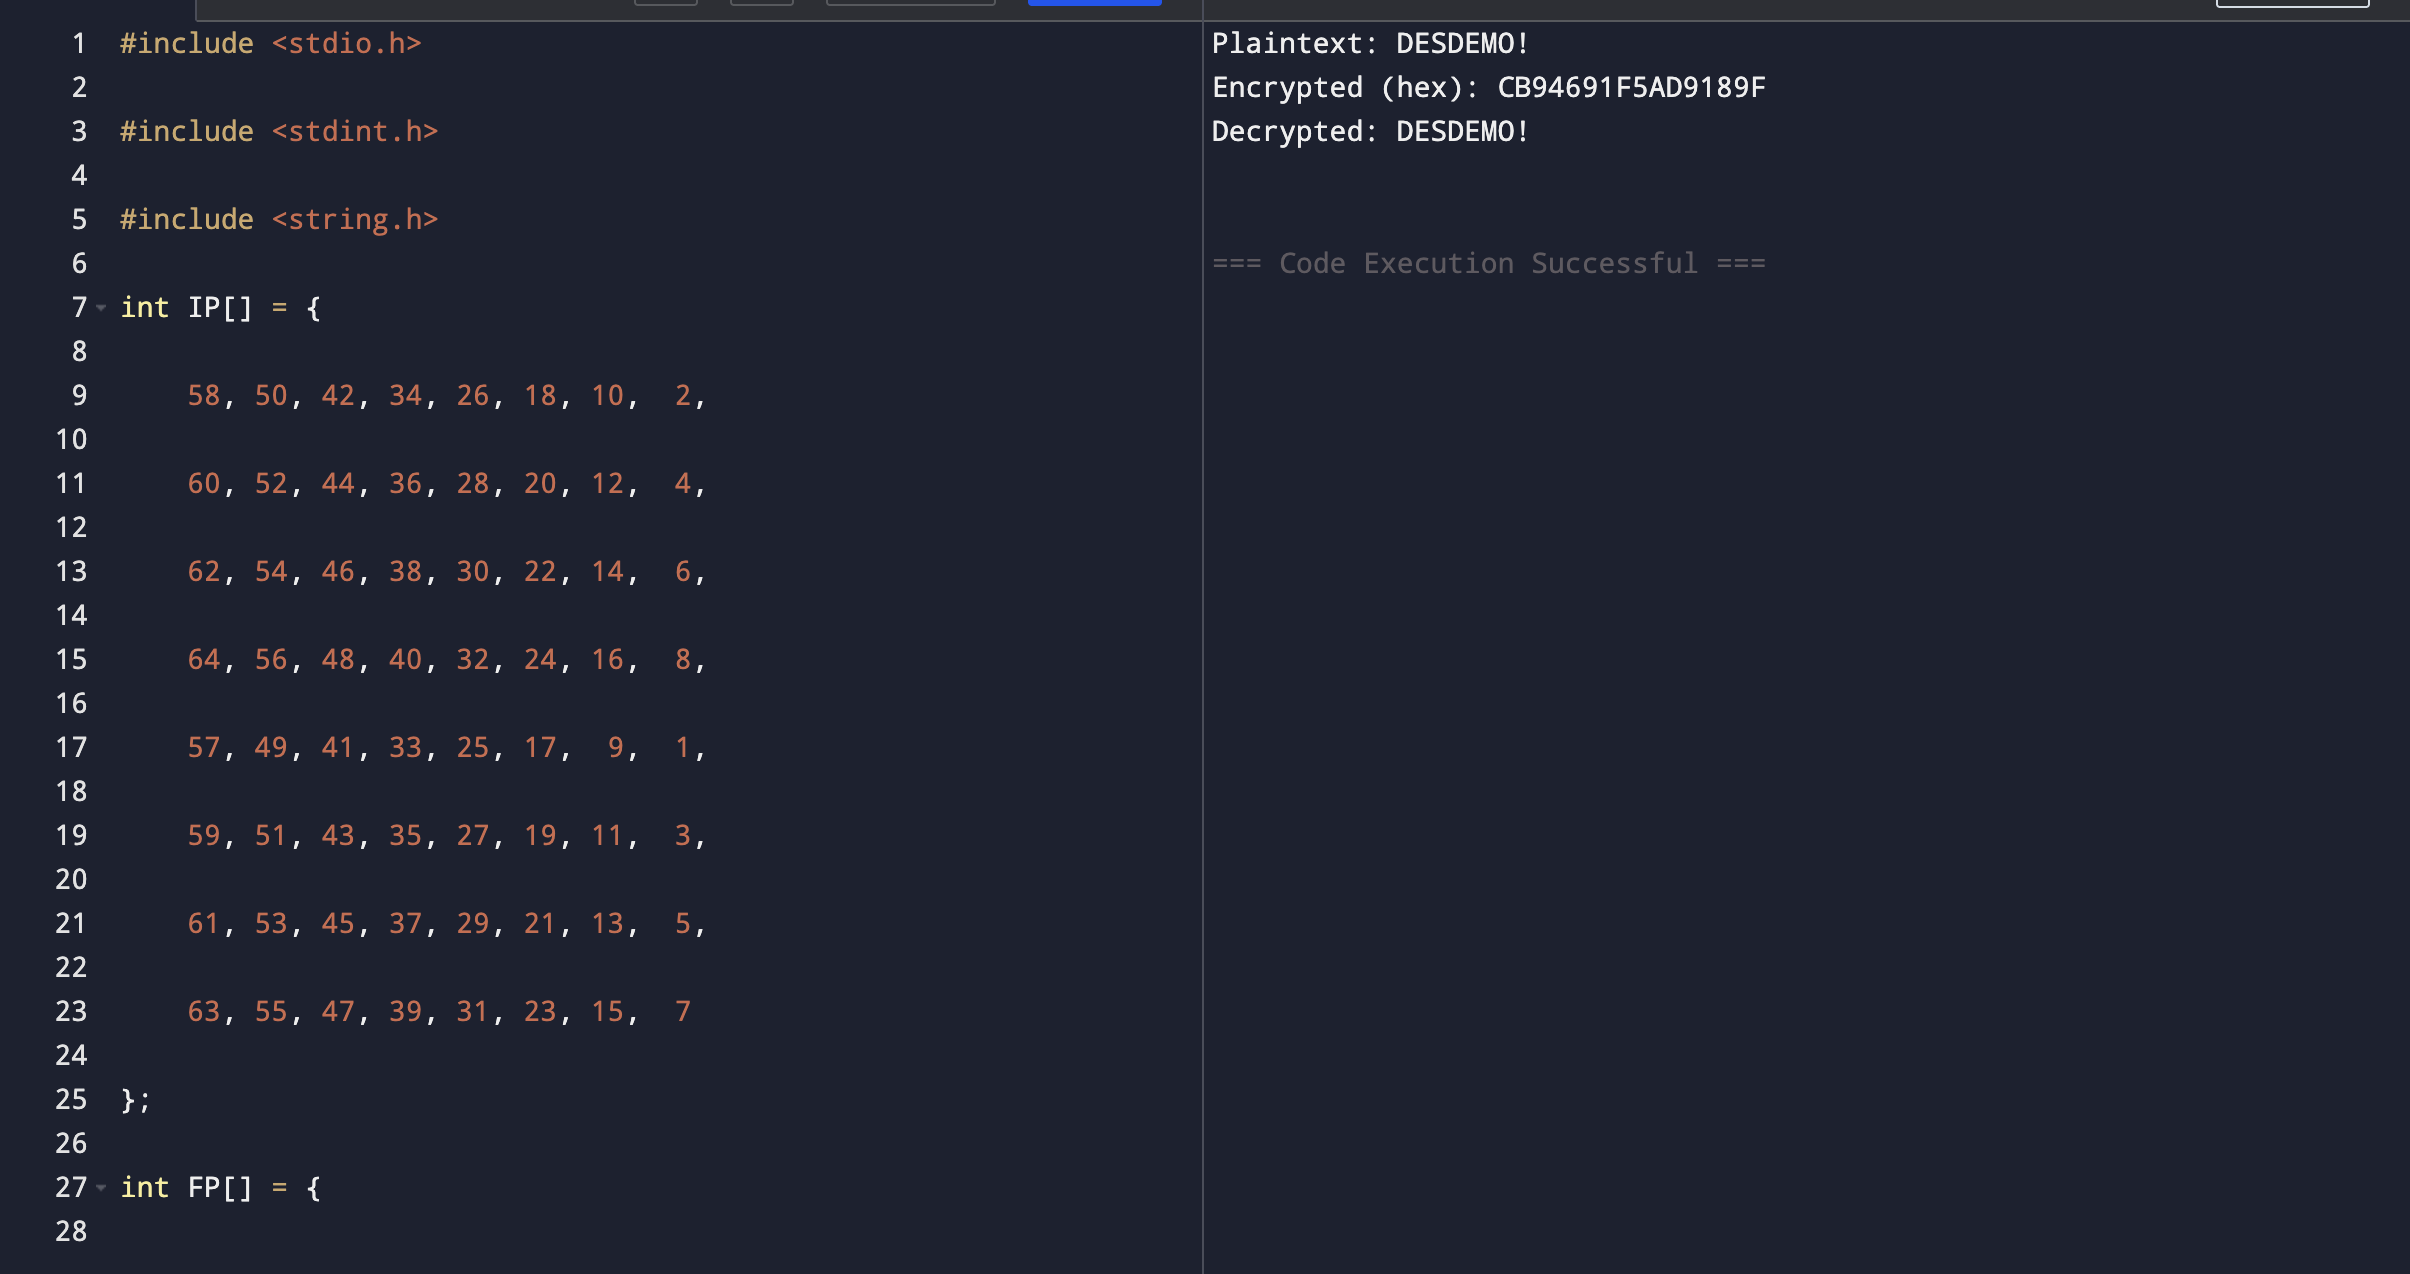 1 #include <stdio.h>
2
3 #include <stdint.h>
4
5 #include <string.h>
6
7 int IP[] = {
8
9     58, 50, 42, 34, 26, 18, 10,  2,
10
11     60, 52, 44, 36, 28, 20, 12,  4,
12
13     62, 54, 46, 38, 30, 22, 14,  6,
14
15     64, 56, 48, 40, 32, 24, 16,  8,
16
17     57, 49, 41, 33, 25, 17,  9,  1,
18
19     59, 51, 43, 35, 27, 19, 11,  3,
20
21     61, 53, 45, 37, 29, 21, 13,  5,
22
23     63, 55, 47, 39, 31, 23, 15,  7
24
25 };
26
27 int FP[] = {
28
Plaintext: DESDEMO!
Encrypted (hex): CB94691F5AD9189F
Decrypted: DESDEMO!
=== Code Execution Successful ===